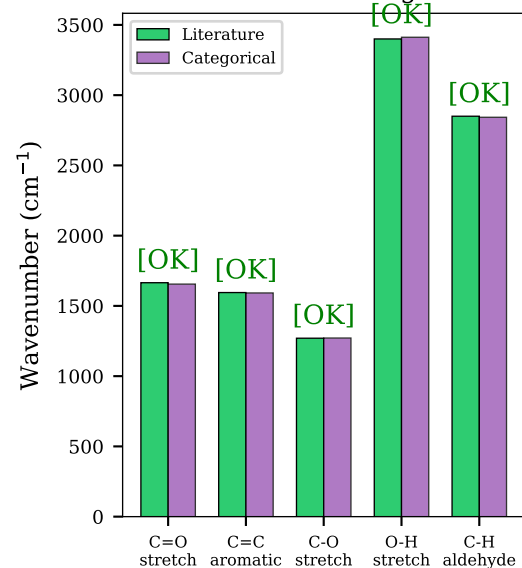 [OK]
3500
Literature
Categorical
3000
[OK]
2500
Wavenumber (cm⁻¹)
2000
[OK]
[OK]
1500
[OK]
1000
500
0
C=O stretch
C=C aromatic
C-O stretch
O-H stretch
C-H aldehyde